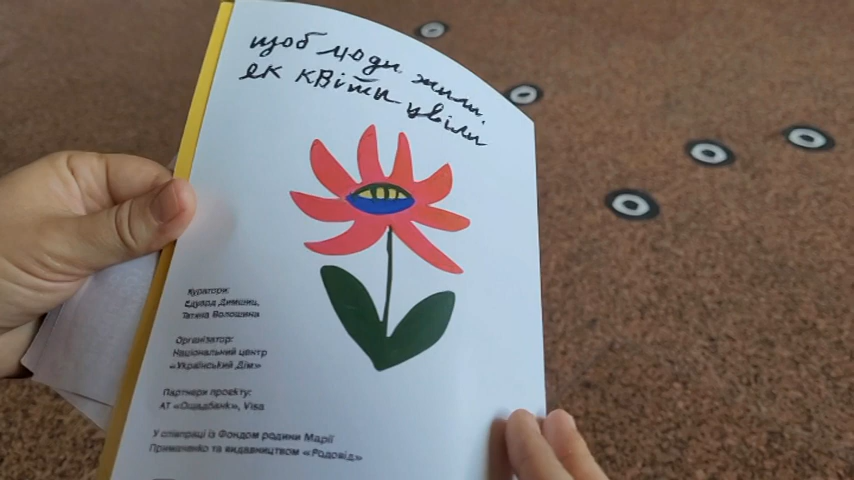 щоб люди жили,
як квіти цвіли
Куратори:
Едуард Димшиц,
Тетяна Волошина
Організатор:
Національний центр
«Український Дім»
Партнери проєкту:
АТ «Ощадбанк», Visa
У співпраці із Фондом родини Марії
Примаченко та видавництвом «Родовід»